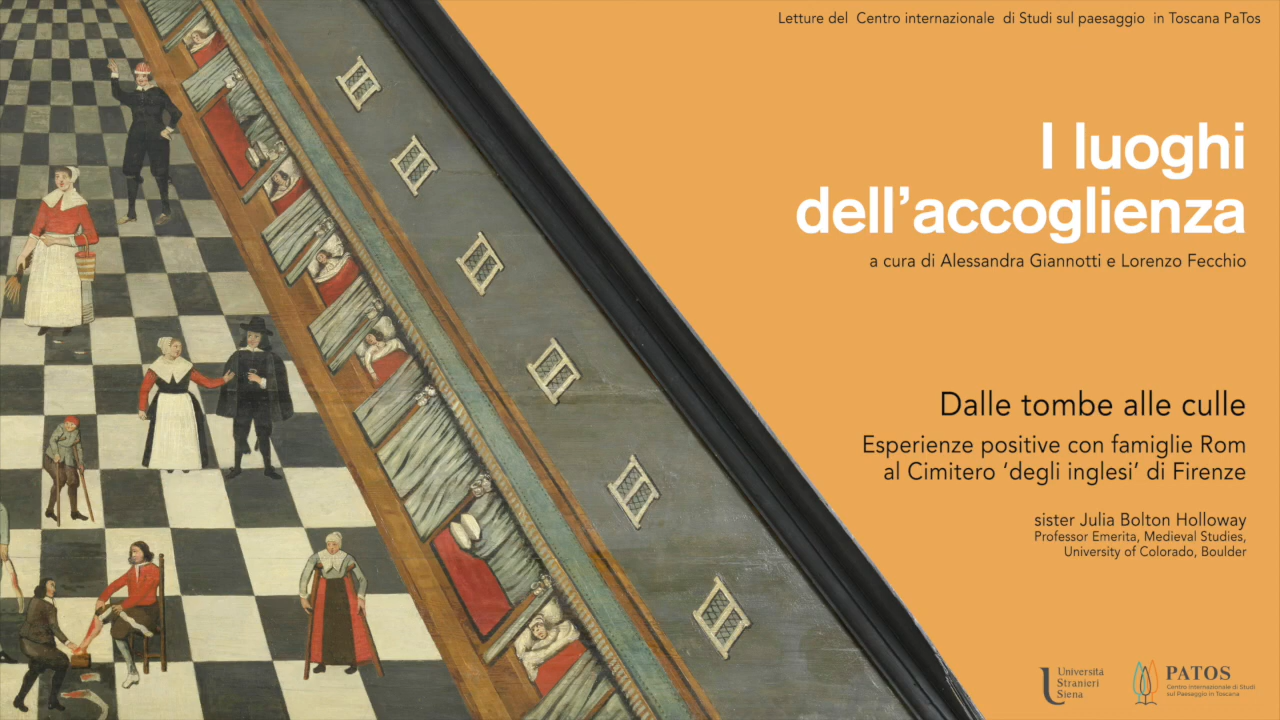 Letture del Centro internazionale di Studi sul paesaggio in Toscana PaTos
I luoghi
dell’accoglienza
a cura di Alessandra Giannotti e Lorenzo Fecchio
Dalle tombe alle culle
Esperienze positive con famiglie Rom
al Cimitero ‘degli inglesi’ di Firenze
sister Julia Bolton Holloway
Professor Emerita, Medieval Studies,
University of Colorado, Boulder
Università
Stranieri
Siena
PATOS
Centro Internazionale di Studi
sul Paesaggio in Toscana